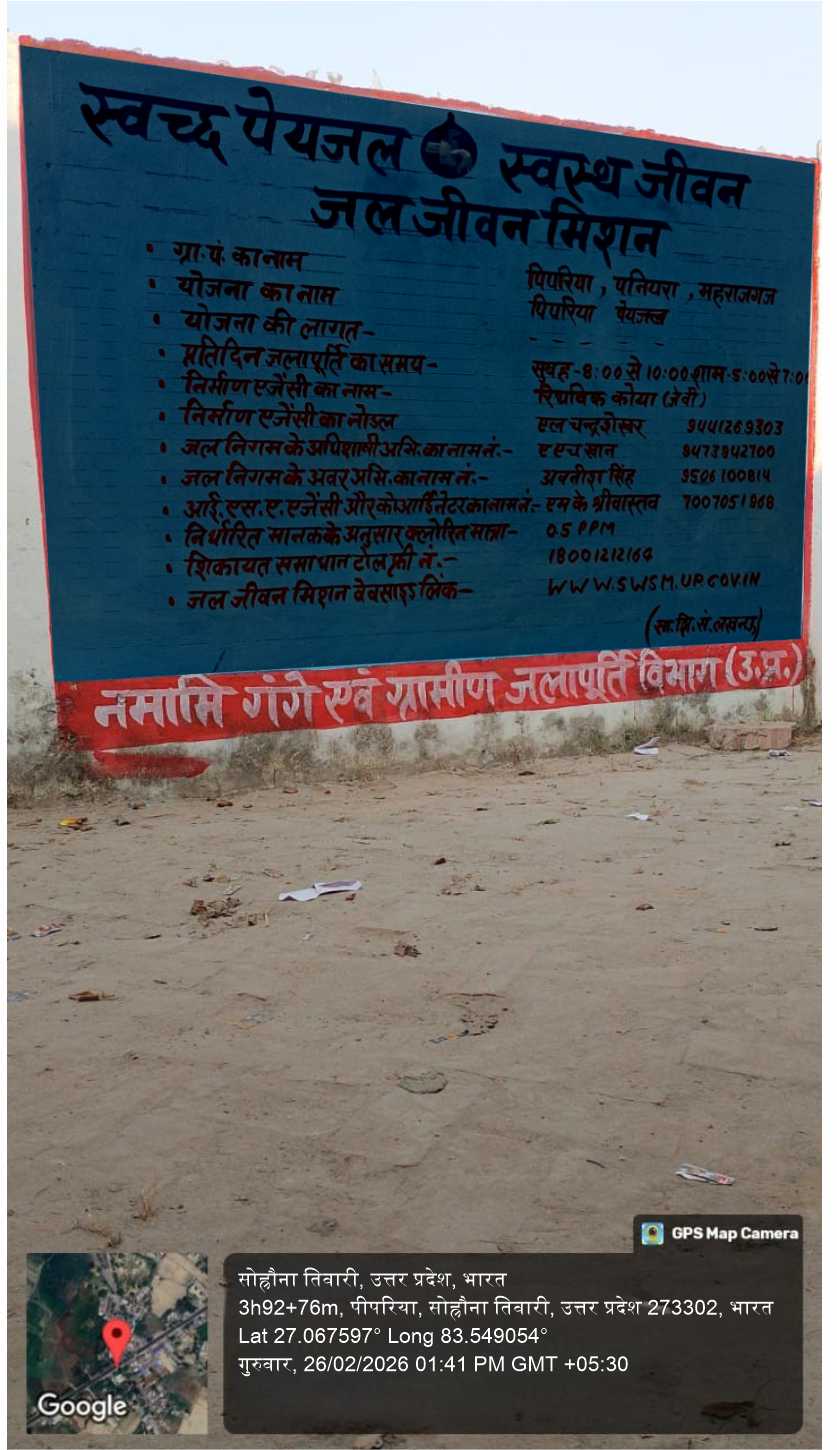 स्वच्छ पेयजल स्वस्थ जीवन
जल जीवन मिशन
• ग्रा. पं. का नाम पिपरिया , पनियरा , महराजगंज
• योजना का नाम पिपरिया पेयजल
• योजना की लागत- - - - -
• प्रतिदिन जलापूर्ति का समय- सुबह-8:00 से 10:00 शाम-5:00 से 7:00
• निर्माण एजेंसी का नाम- रिथविक कोया (जेवी)
• निर्माण एजेंसी का नोडल एल चन्द्रशेखर 9441269303
• जल निगम के अधिशाषी अभि. का नाम नं.- ए एच खान 9473942700
• जल निगम के अवर अभि. का नाम नं.- अवनीश सिंह 9506100814
• आई. एस. ए. एजेंसी और कोआर्डिनेटर का नाम नं.- एम के श्रीवास्तव 7007051968
• निर्धारित मानक के अनुसार क्लोरिन मात्रा- 0.5 PPM
• शिकायत समाधान टोल फ्री नं.- 18001212164
• जल जीवन मिशन वेबसाइड लिंक- WWW.SWSM.UP.GOV.IN
नमामि गंगे एवं ग्रामीण जलापूर्ति विभाग (उ.प्र.)
GPS Map Camera
सोहौना तिवारी, उत्तर प्रदेश, भारत
3h92+76m, पीपरिया, सोहौना तिवारी, उत्तर प्रदेश 273302, भारत
Lat 27.067597° Long 83.549054°
गुरुवार, 26/02/2026 01:41 PM GMT +05:30
Google